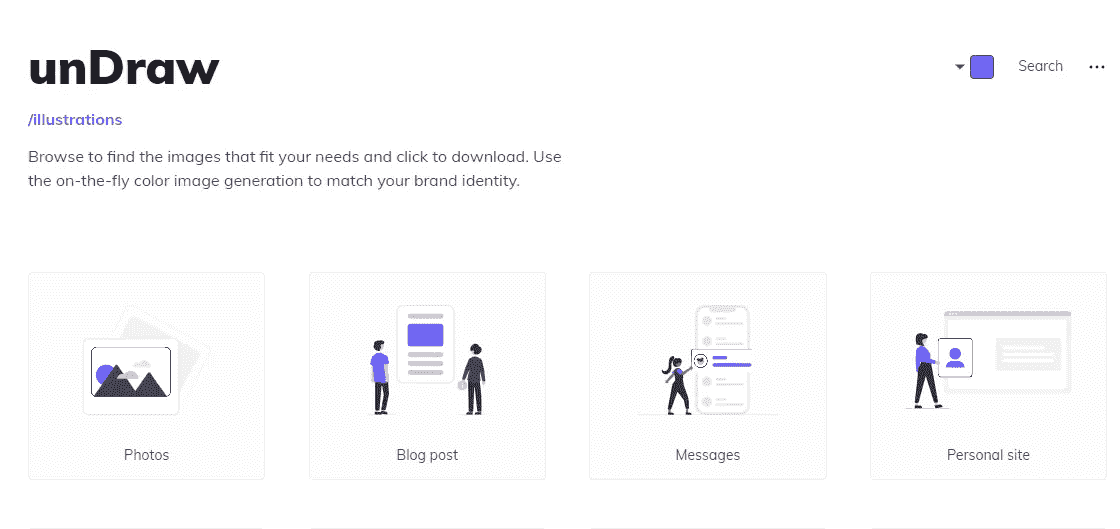 unDraw
Search
/illustrations
Browse to find the images that fit your needs and click to download. Use
the on-the-fly color image generation to match your brand identity.
Photos
Blog post
Messages
Personal site